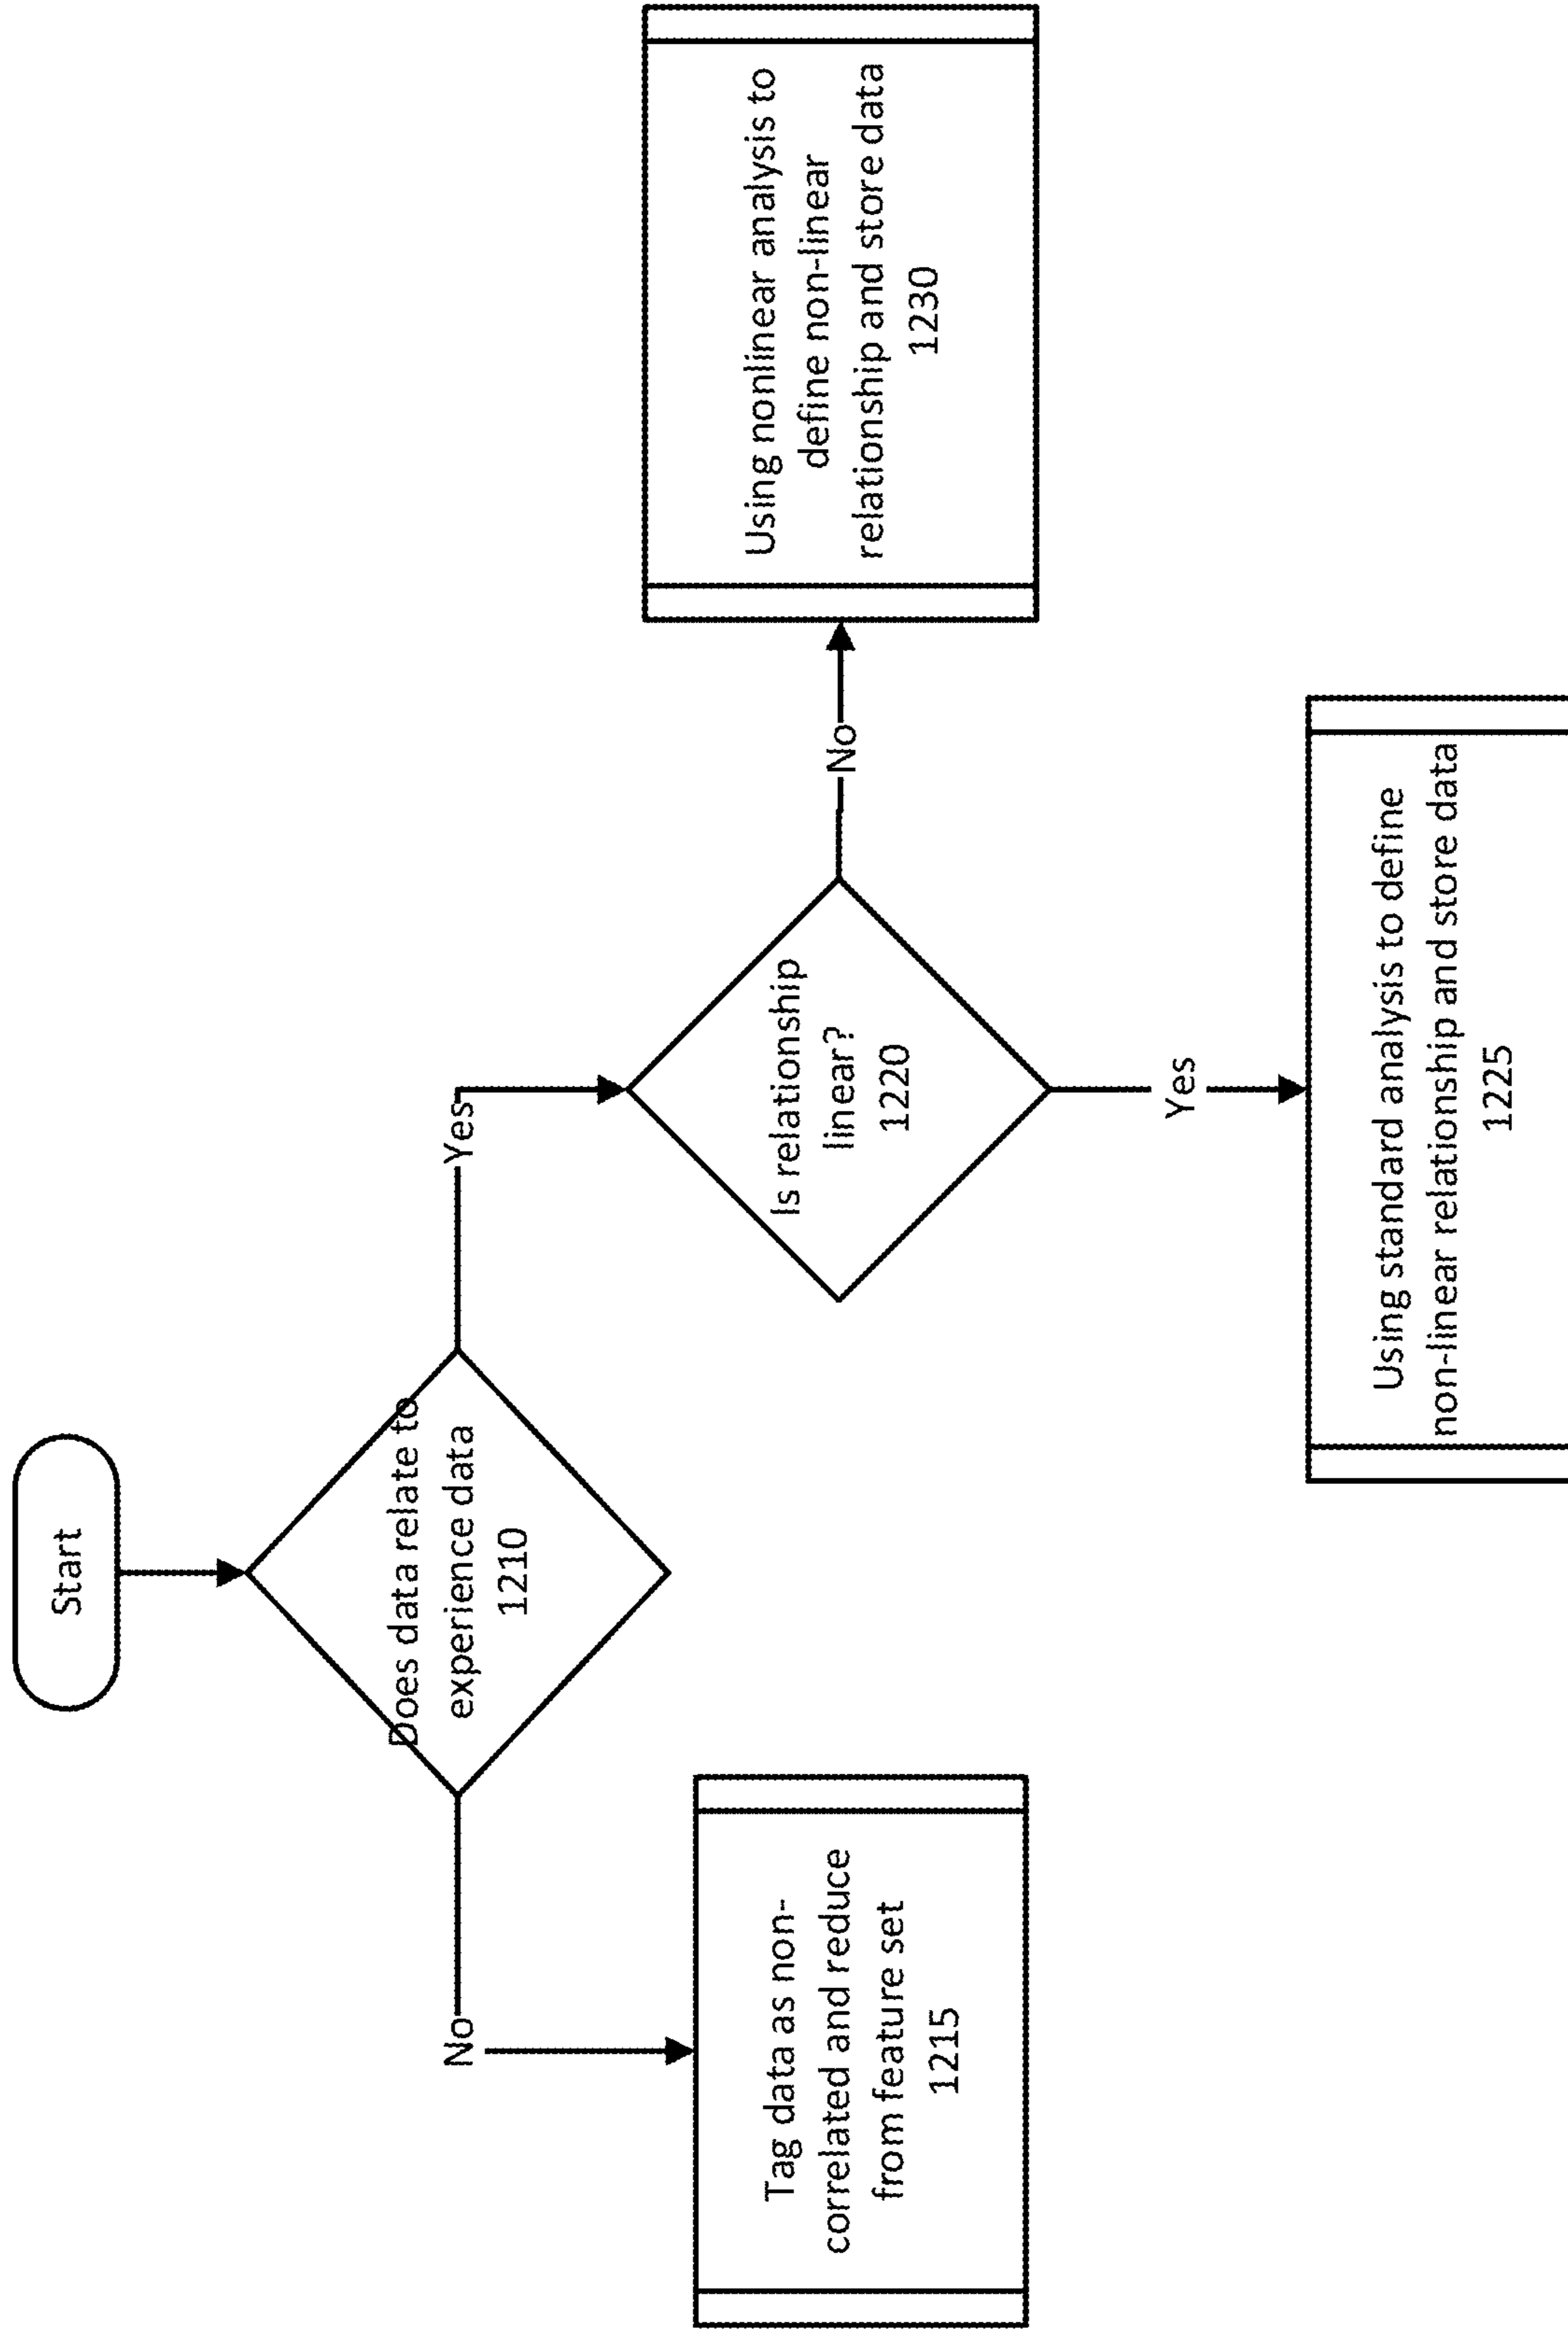 Start
Does data relate to
experience data
1210
No
Yes
Tag data as non-
correlated and reduce
from feature set
1215
Is relationship
linear?
1220
No
Using nonlinear analysis to
define non-linear
relationship and store data
1230
Yes
Using standard analysis to define
non-linear relationship and store data
1225